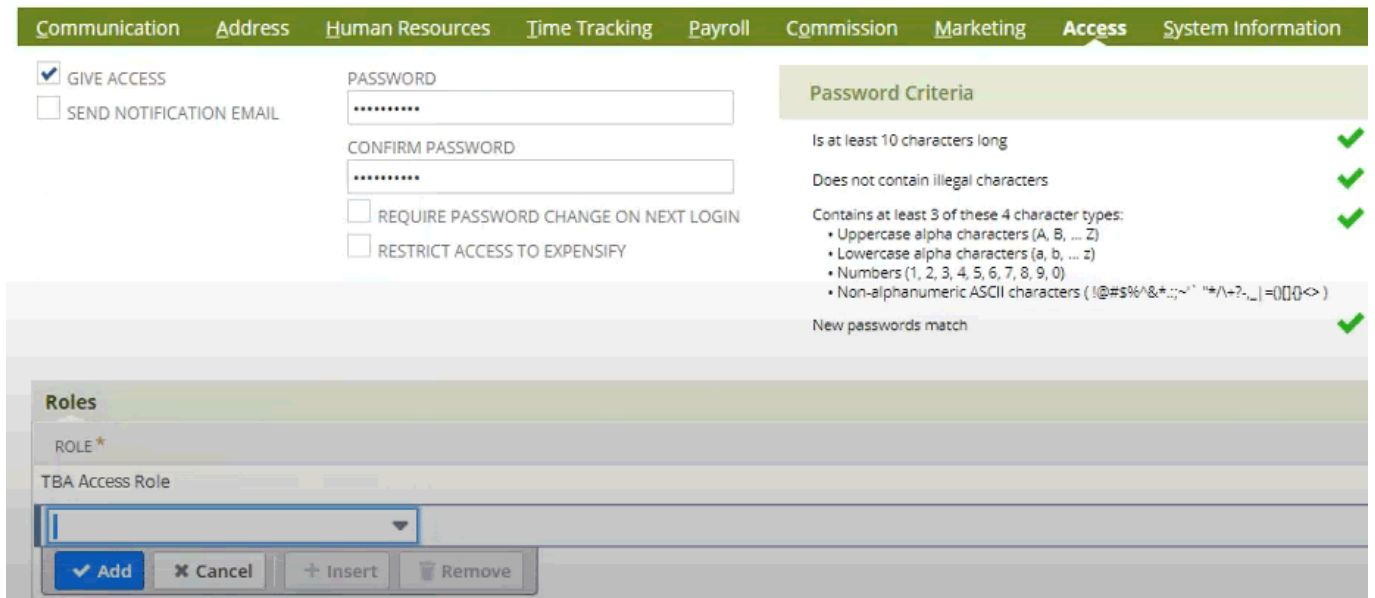 Communication Address Human Resources Time Tracking Payroll Commission Marketing Access System Information
GIVE ACCESS
SEND NOTIFICATION EMAIL
PASSWORD
••••••••••
CONFIRM PASSWORD
••••••••••
REQUIRE PASSWORD CHANGE ON NEXT LOGIN
RESTRICT ACCESS TO EXPENSIFY
Password Criteria
Is at least 10 characters long
Does not contain illegal characters
Contains at least 3 of these 4 character types:
• Uppercase alpha characters (A, B, ... Z)
• Lowercase alpha characters (a, b, ... z)
• Numbers (1, 2, 3, 4, 5, 6, 7, 8, 9, 0)
• Non-alphanumeric ASCII characters ( !@#$%^&*.:;~'` "*/\+?-,_|=()[]{}<> )
New passwords match
Roles
ROLE *
TBA Access Role
Add Cancel Insert Remove